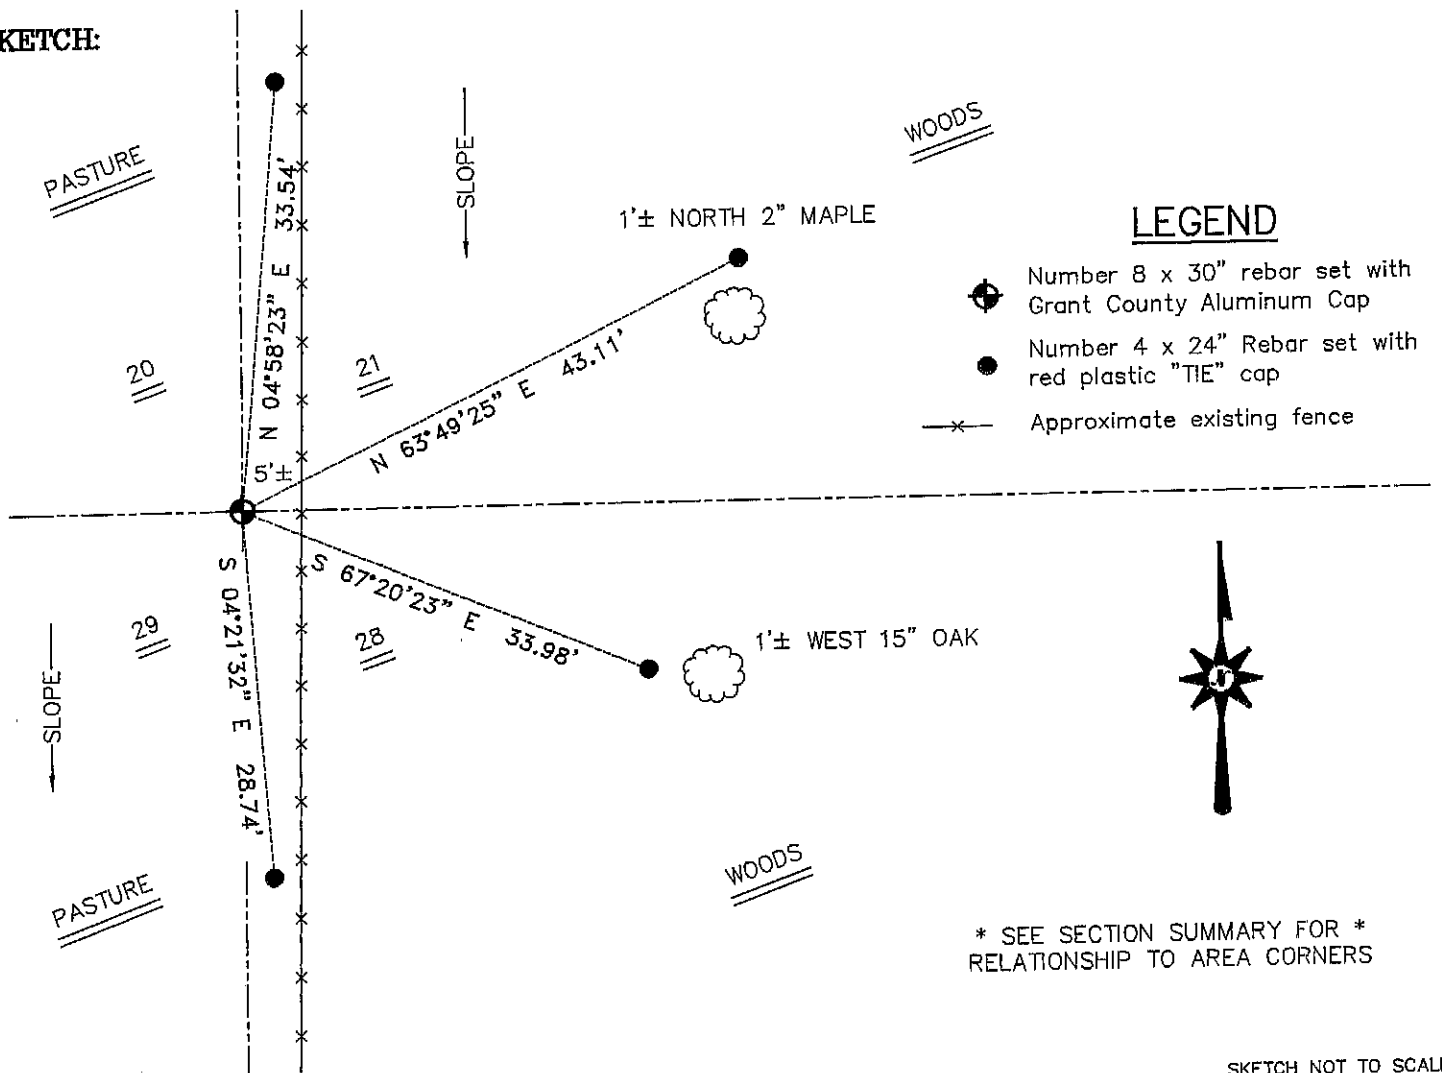 KETCH:
PASTURE
SLOPE
WOODS
N 04°58'23" E 33.54'
1'± NORTH 2" MAPLE
LEGEND
Number 8 x 30" rebar set with
Grant County Aluminum Cap
Number 4 x 24" Rebar set with
red plastic "TIE" cap
Approximate existing fence
20
21
N 63°49'25" E 43.11'
5'±
S 67°20'23" E 33.98'
S 04°21'32" E 28.74'
29
28
1'± WEST 15" OAK
SLOPE
N
WOODS
PASTURE
* SEE SECTION SUMMARY FOR *
RELATIONSHIP TO AREA CORNERS
SKETCH NOT TO SCAL